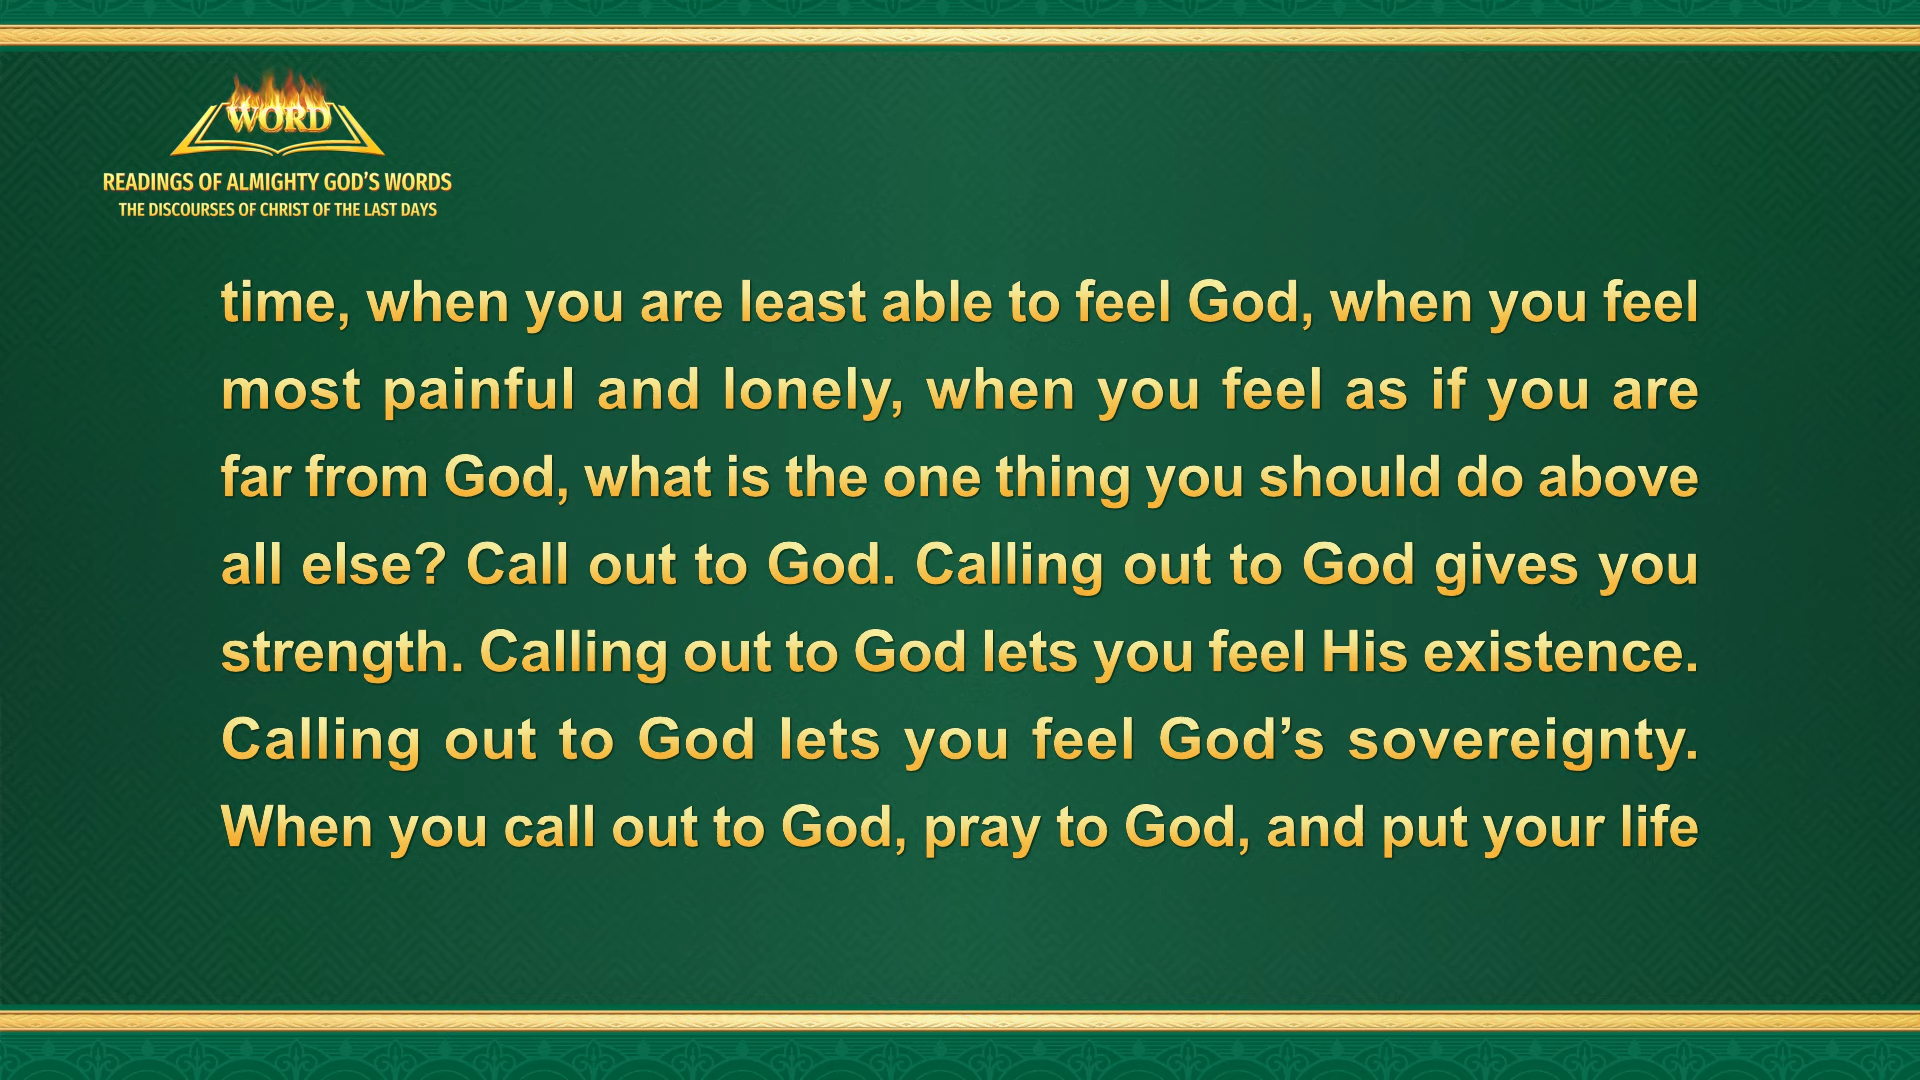 WORD
READINGS OF ALMIGHTY GOD’S WORDS
THE DISCOURSES OF CHRIST OF THE LAST DAYS
time, when you are least able to feel God, when you feel
most painful and lonely, when you feel as if you are
far from God, what is the one thing you should do above
all else? Call out to God. Calling out to God gives you
strength. Calling out to God lets you feel His existence.
Calling out to God lets you feel God’s sovereignty.
When you call out to God, pray to God, and put your life